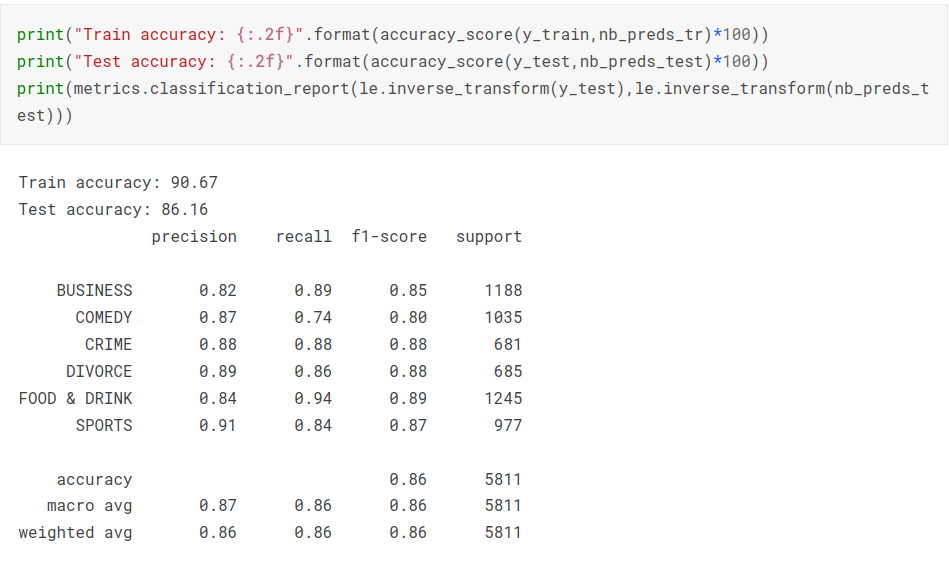 print("Train accuracy: {:.2f}".format(accuracy_score(y_train,nb_preds_tr)*100))
print("Test accuracy: {:.2f}".format(accuracy_score(y_test,nb_preds_test)*100))
print(metrics.classification_report(le.inverse_transform(y_test),le.inverse_transform(nb_preds_t
est)))
Train accuracy: 90.67
Test accuracy: 86.16
precision recall f1-score support
BUSINESS 0.82 0.89 0.85 1188
COMEDY 0.87 0.74 0.80 1035
CRIME 0.88 0.88 0.88 681
DIVORCE 0.89 0.86 0.88 685
FOOD & DRINK 0.84 0.94 0.89 1245
SPORTS 0.91 0.84 0.87 977
accuracy 0.86 5811
macro avg 0.87 0.86 0.86 5811
weighted avg 0.86 0.86 0.86 5811